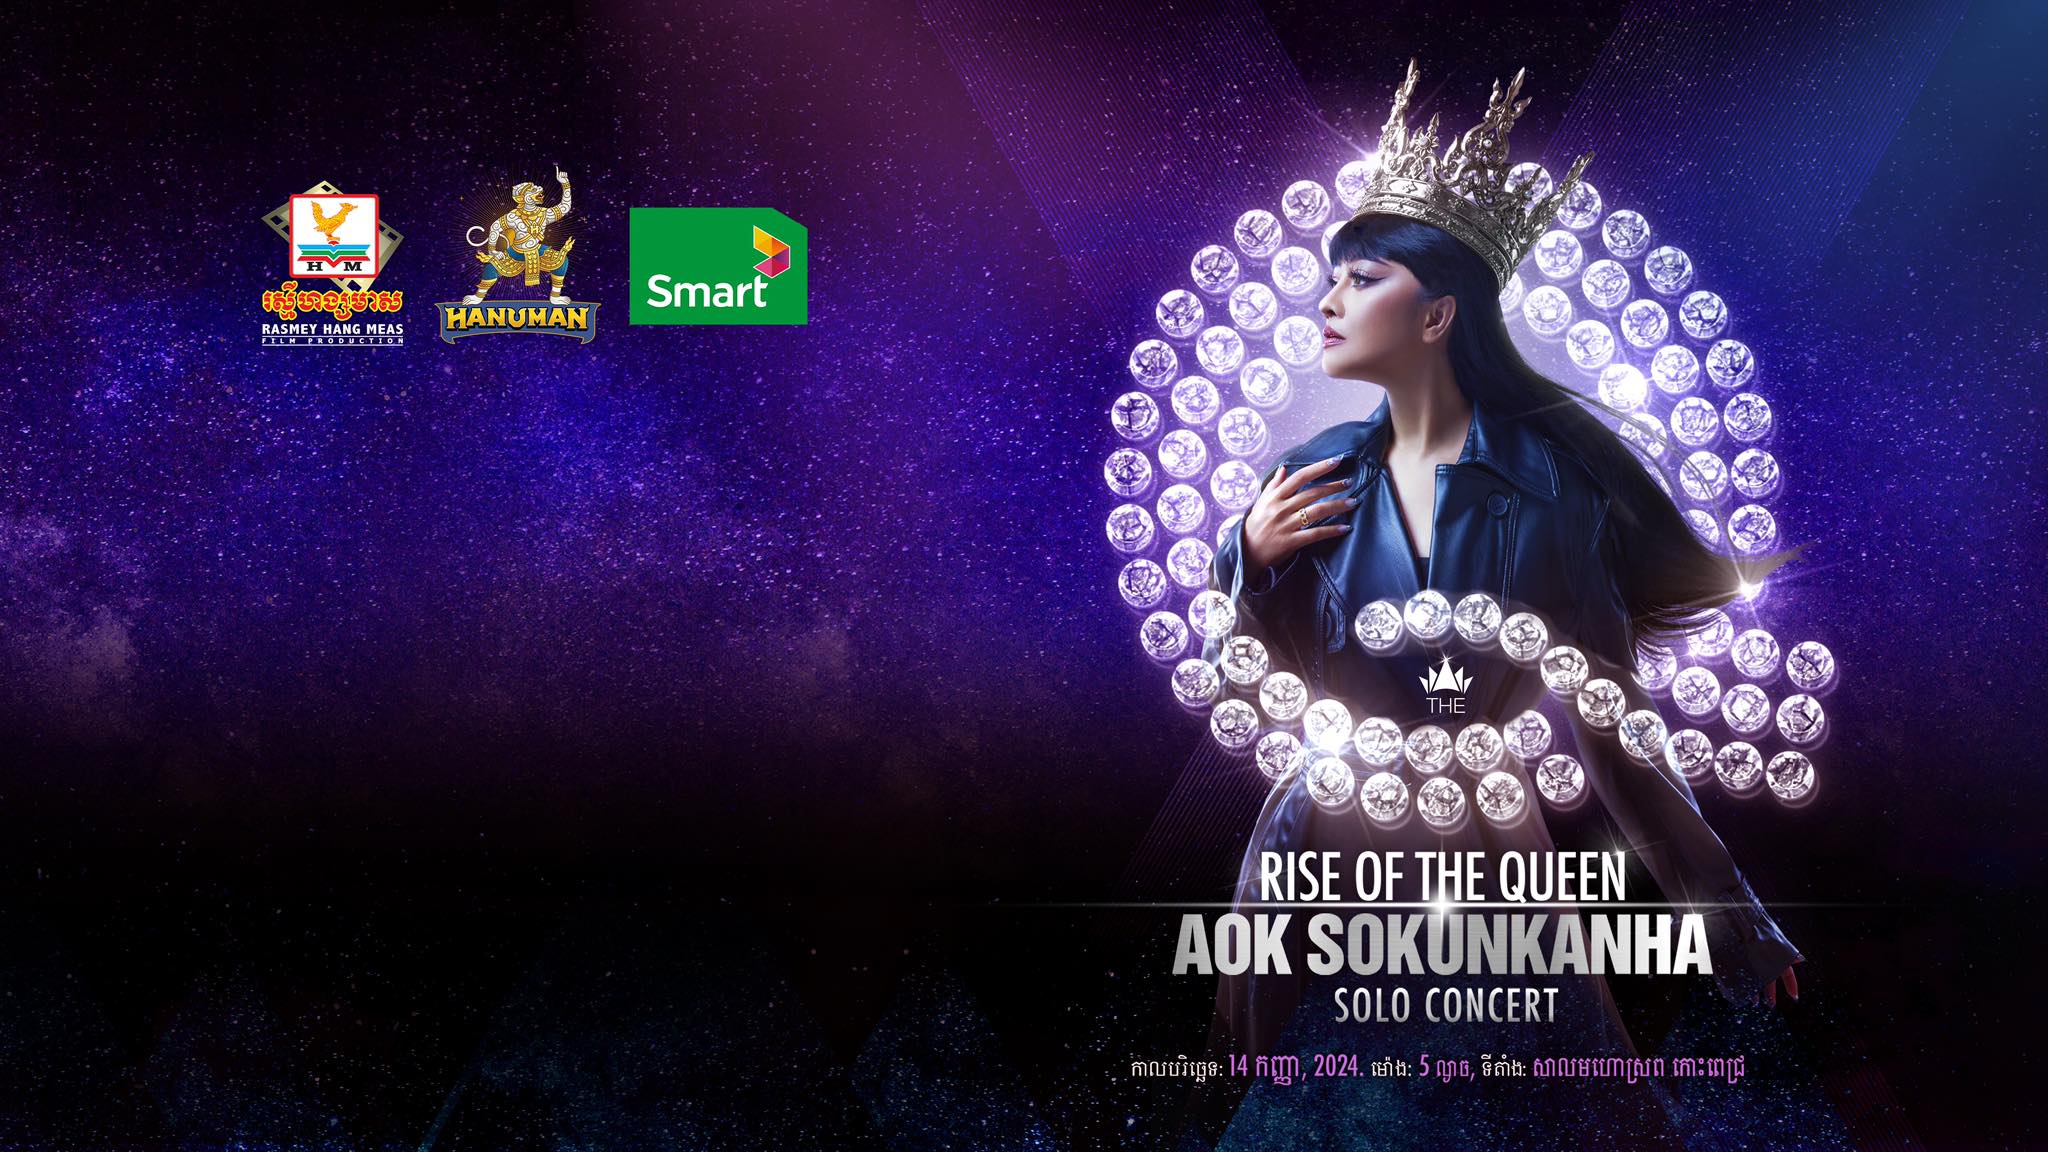 H M
រស្មីហង្សមាស
RASMEY HANG MEAS
FILM PRODUCTION
HANUMAN
Smart
THE
RISE OF THE QUEEN
AOK SOKUNKANHA
SOLO CONCERT
កាលបរិច្ឆេទ: 14 កញ្ញា, 2024. ម៉ោង: 5 ល្ងាច, ទីតាំង: សាលមហោស្រព កោះពេជ្រ